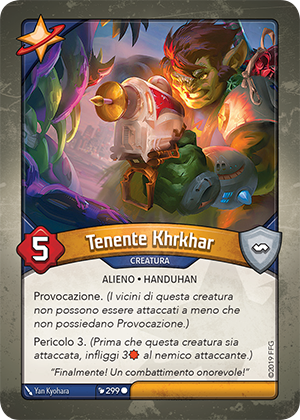 Tenente Khrkhar
CREATURA
5
ALIENO • HANDUHAN
Provocazione. (I vicini di questa creatura
non possono essere attaccati a meno che
non possiedano Provocazione.)
Pericolo 3. (Prima che questa creatura sia
attaccata, infliggi 3 al nemico attaccante.)
"Finalmente! Un combattimento onorevole!"
©2019 FFG
Yan Kyohara
299